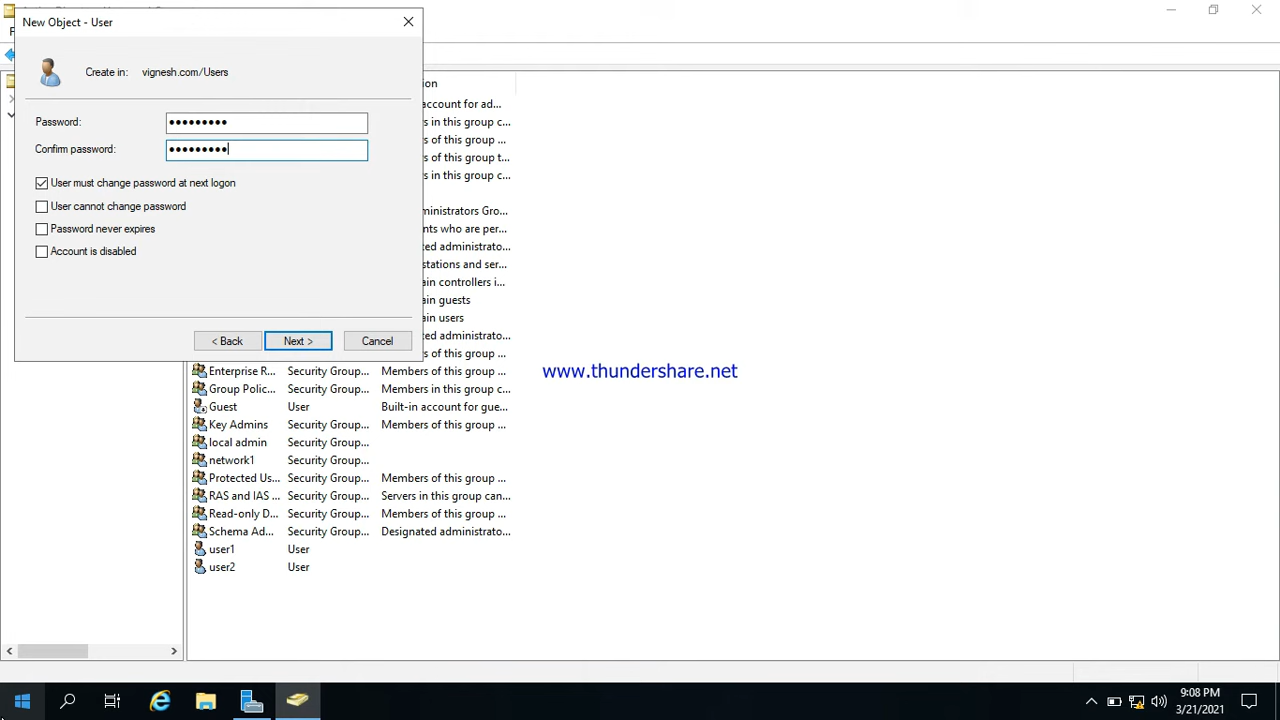 New Object - User
Create in: vignesh.com/Users
Password: •••••••••
Confirm password: •••••••••
User must change password at next logon
User cannot change password
Password never expires
Account is disabled
< Back Next > Cancel
ion
account for ad...
s in this group c...
s of this group ...
s of this group t...
s in this group c...
ministrators Gro...
nts who are per...
ated administrato...
stations and ser...
ain controllers i...
ain guests
ain users
ated administrato...
s of this group ...
Enterprise R... Security Group... Members of this group ...
Group Polic... Security Group... Members in this group c...
Guest User Built-in account for gue...
Key Admins Security Group... Members of this group ...
local admin Security Group...
network1 Security Group...
Protected Us... Security Group... Members of this group ...
RAS and IAS ... Security Group... Servers in this group can...
Read-only D... Security Group... Members of this group ...
Schema Ad... Security Group... Designated administrato...
user1 User
user2 User
www.thundershare.net
9:08 PM
3/21/2021